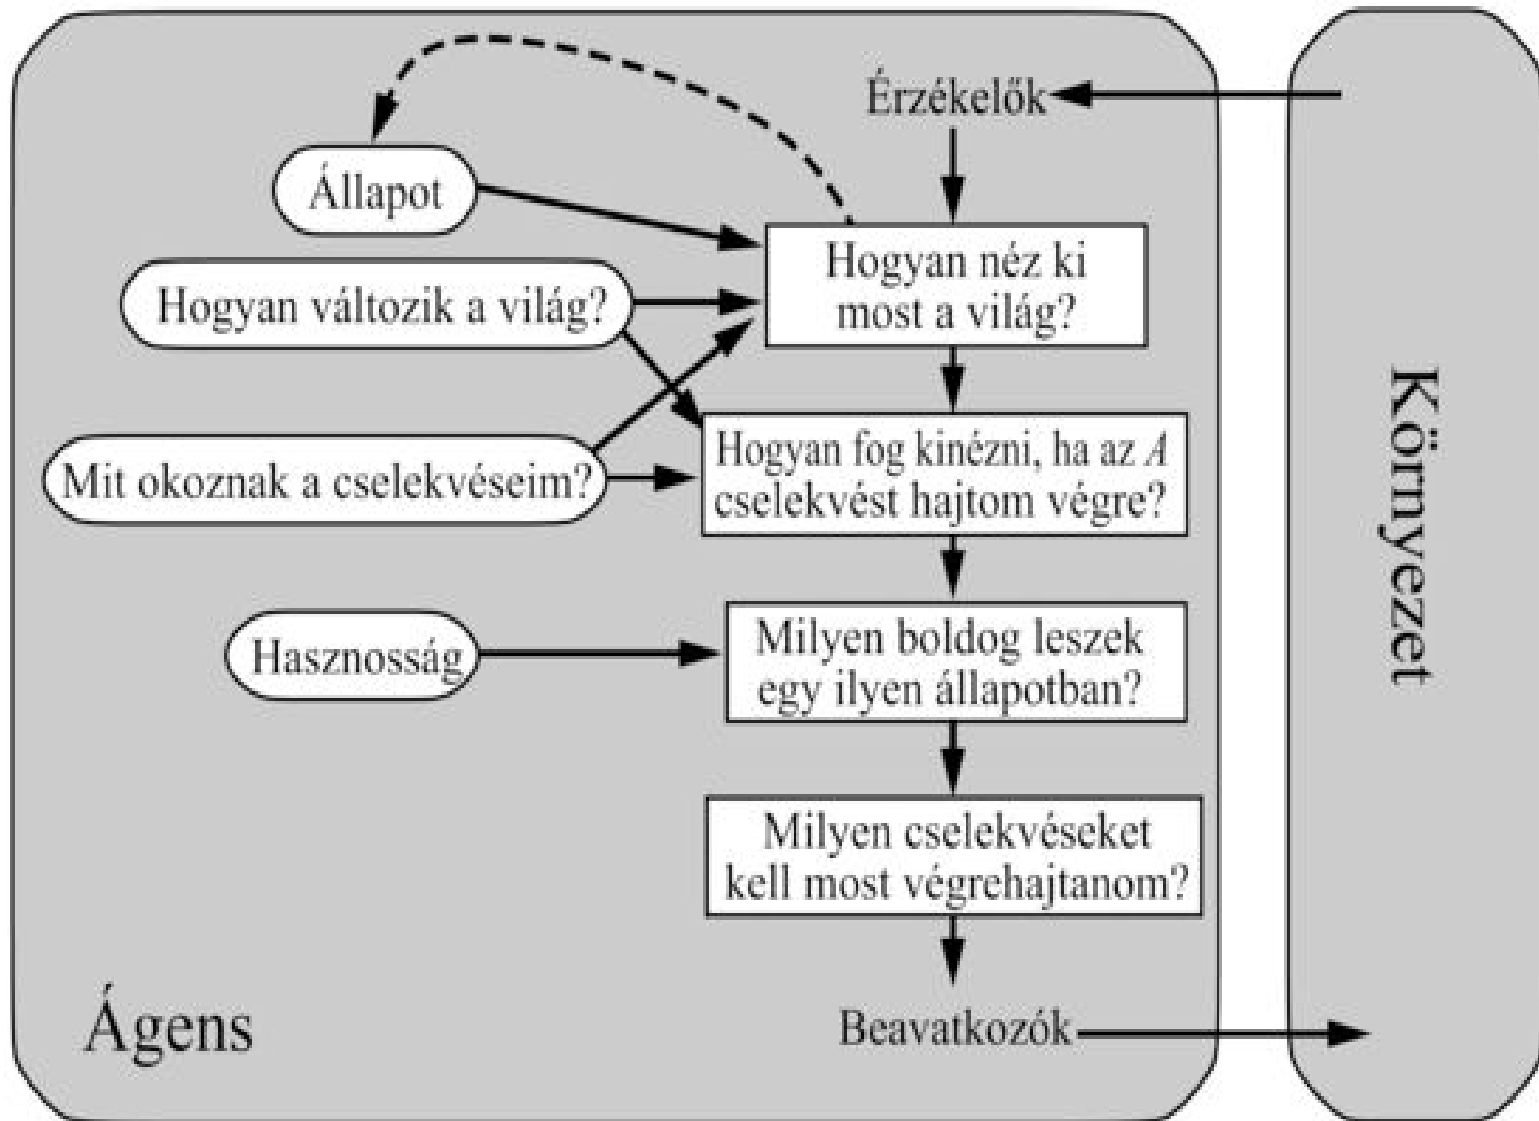 Érzékelők
Állapot
Hogyan néz ki
most a világ?
Hogyan változik a világ?
Hogyan fog kinézni, ha az A
cselekvést hajtom végre?
Mit okoznak a cselekvéseim?
Milyen boldog leszek
egy ilyen állapotban?
Hasznosság
Milyen cselekvéseket
kell most végrehajtanom?
Beavatkozók
Ágens
Környezet